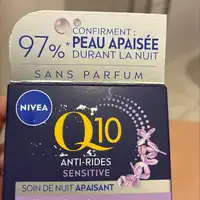 CONFIRMENT :
97%* PEAU APAISÉE
DURANT LA NUIT
SANS PARFUM
NIVEA
Q10
ANTI-RIDES
SENSITIVE
SOIN DE NUIT APAISANT